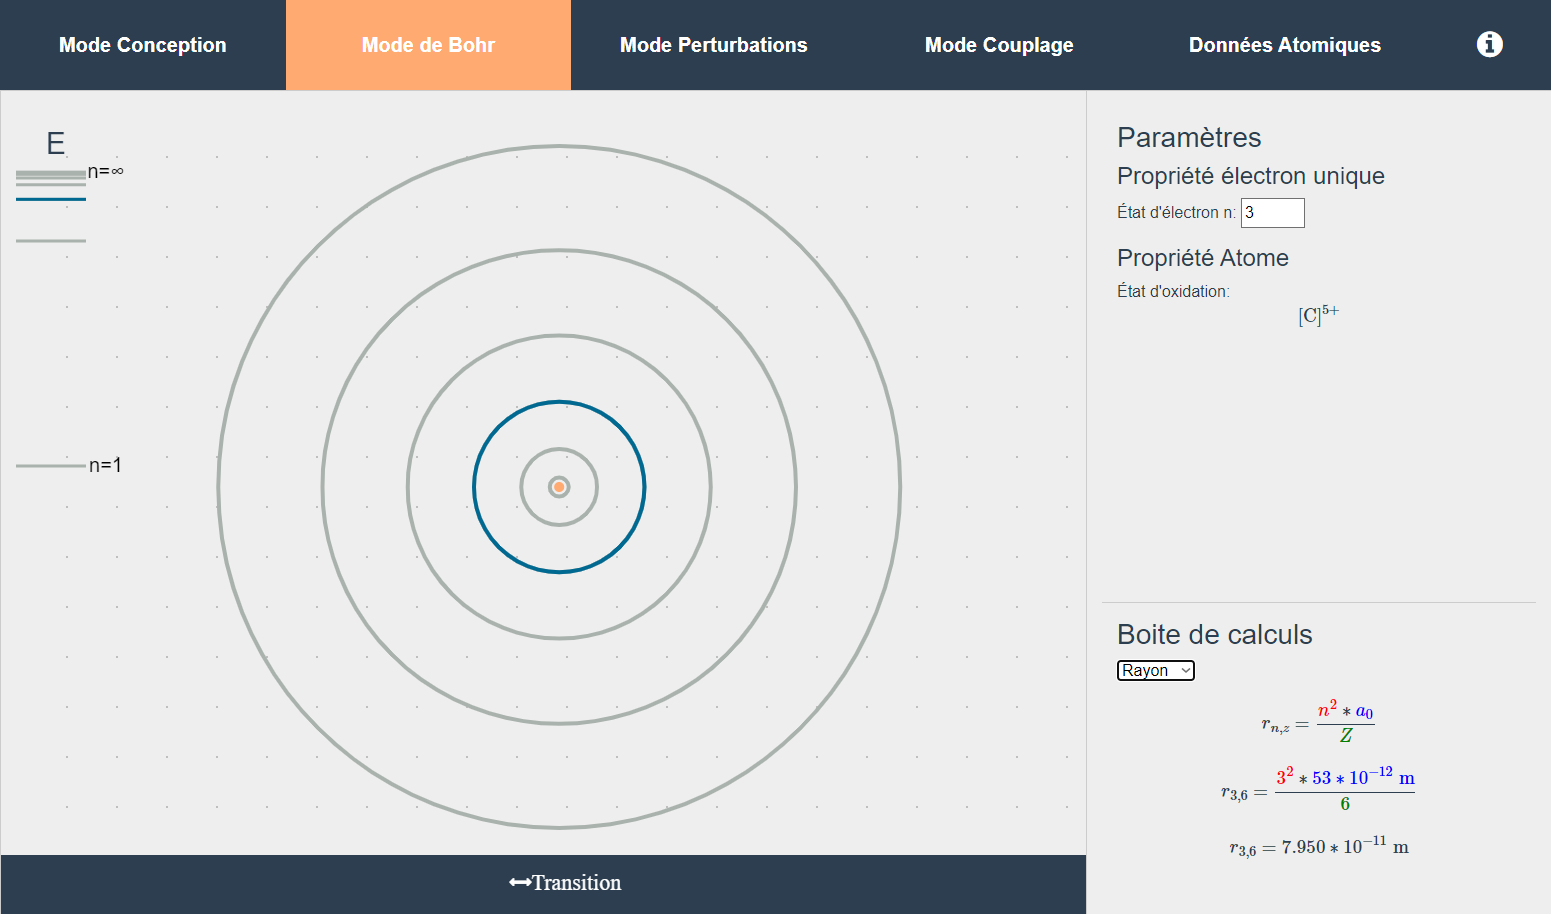 Mode Conception
Mode de Bohr
Mode Perturbations
Mode Couplage
Données Atomiques
E
n=∞
n=1
Transition
Paramètres
Propriété électron unique
État d'électron n: 3
Propriété Atome
État d'oxidation:
[C]⁵⁺
Boite de calculs
Rayon
r_{n,z} = \frac{n^2 * a_0}{Z}
r_{3,6} = \frac{3^2 * 53 * 10^{-12} m}{6}
r_{3,6} = 7.950 * 10^{-11} m